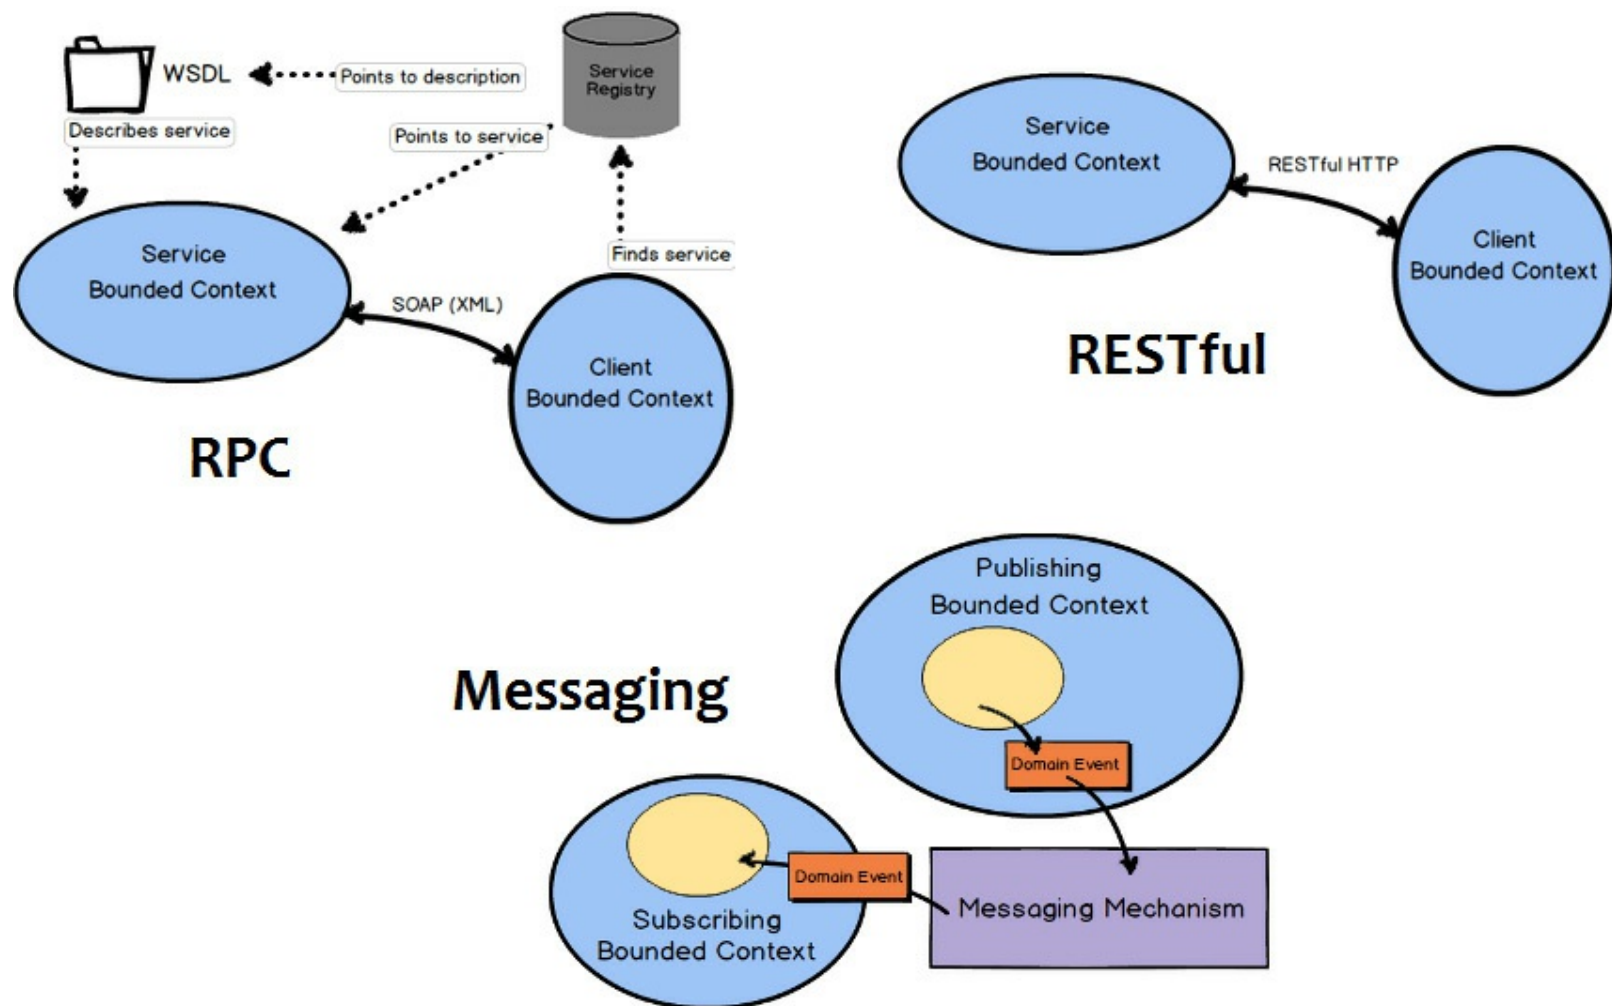 WSDL
Points to description
Service
Registry
Describes service
Points to service
Finds service
Service
Bounded Context
SOAP (XML)
Client
Bounded Context
RPC
Service
Bounded Context
RESTful HTTP
Client
Bounded Context
RESTful
Messaging
Publishing
Bounded Context
Domain Event
Messaging Mechanism
Domain Event
Subscribing
Bounded Context